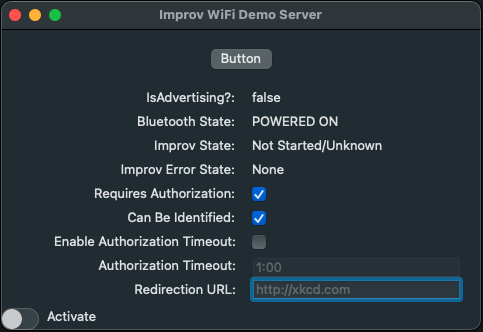 Improv WiFi Demo Server
Button
IsAdvertising?: false
Bluetooth State: POWERED ON
Improv State: Not Started/Unknown
Improv Error State: None
Requires Authorization:
Can Be Identified:
Enable Authorization Timeout:
Authorization Timeout: 1:00
Redirection URL: http://xkcd.com
Activate